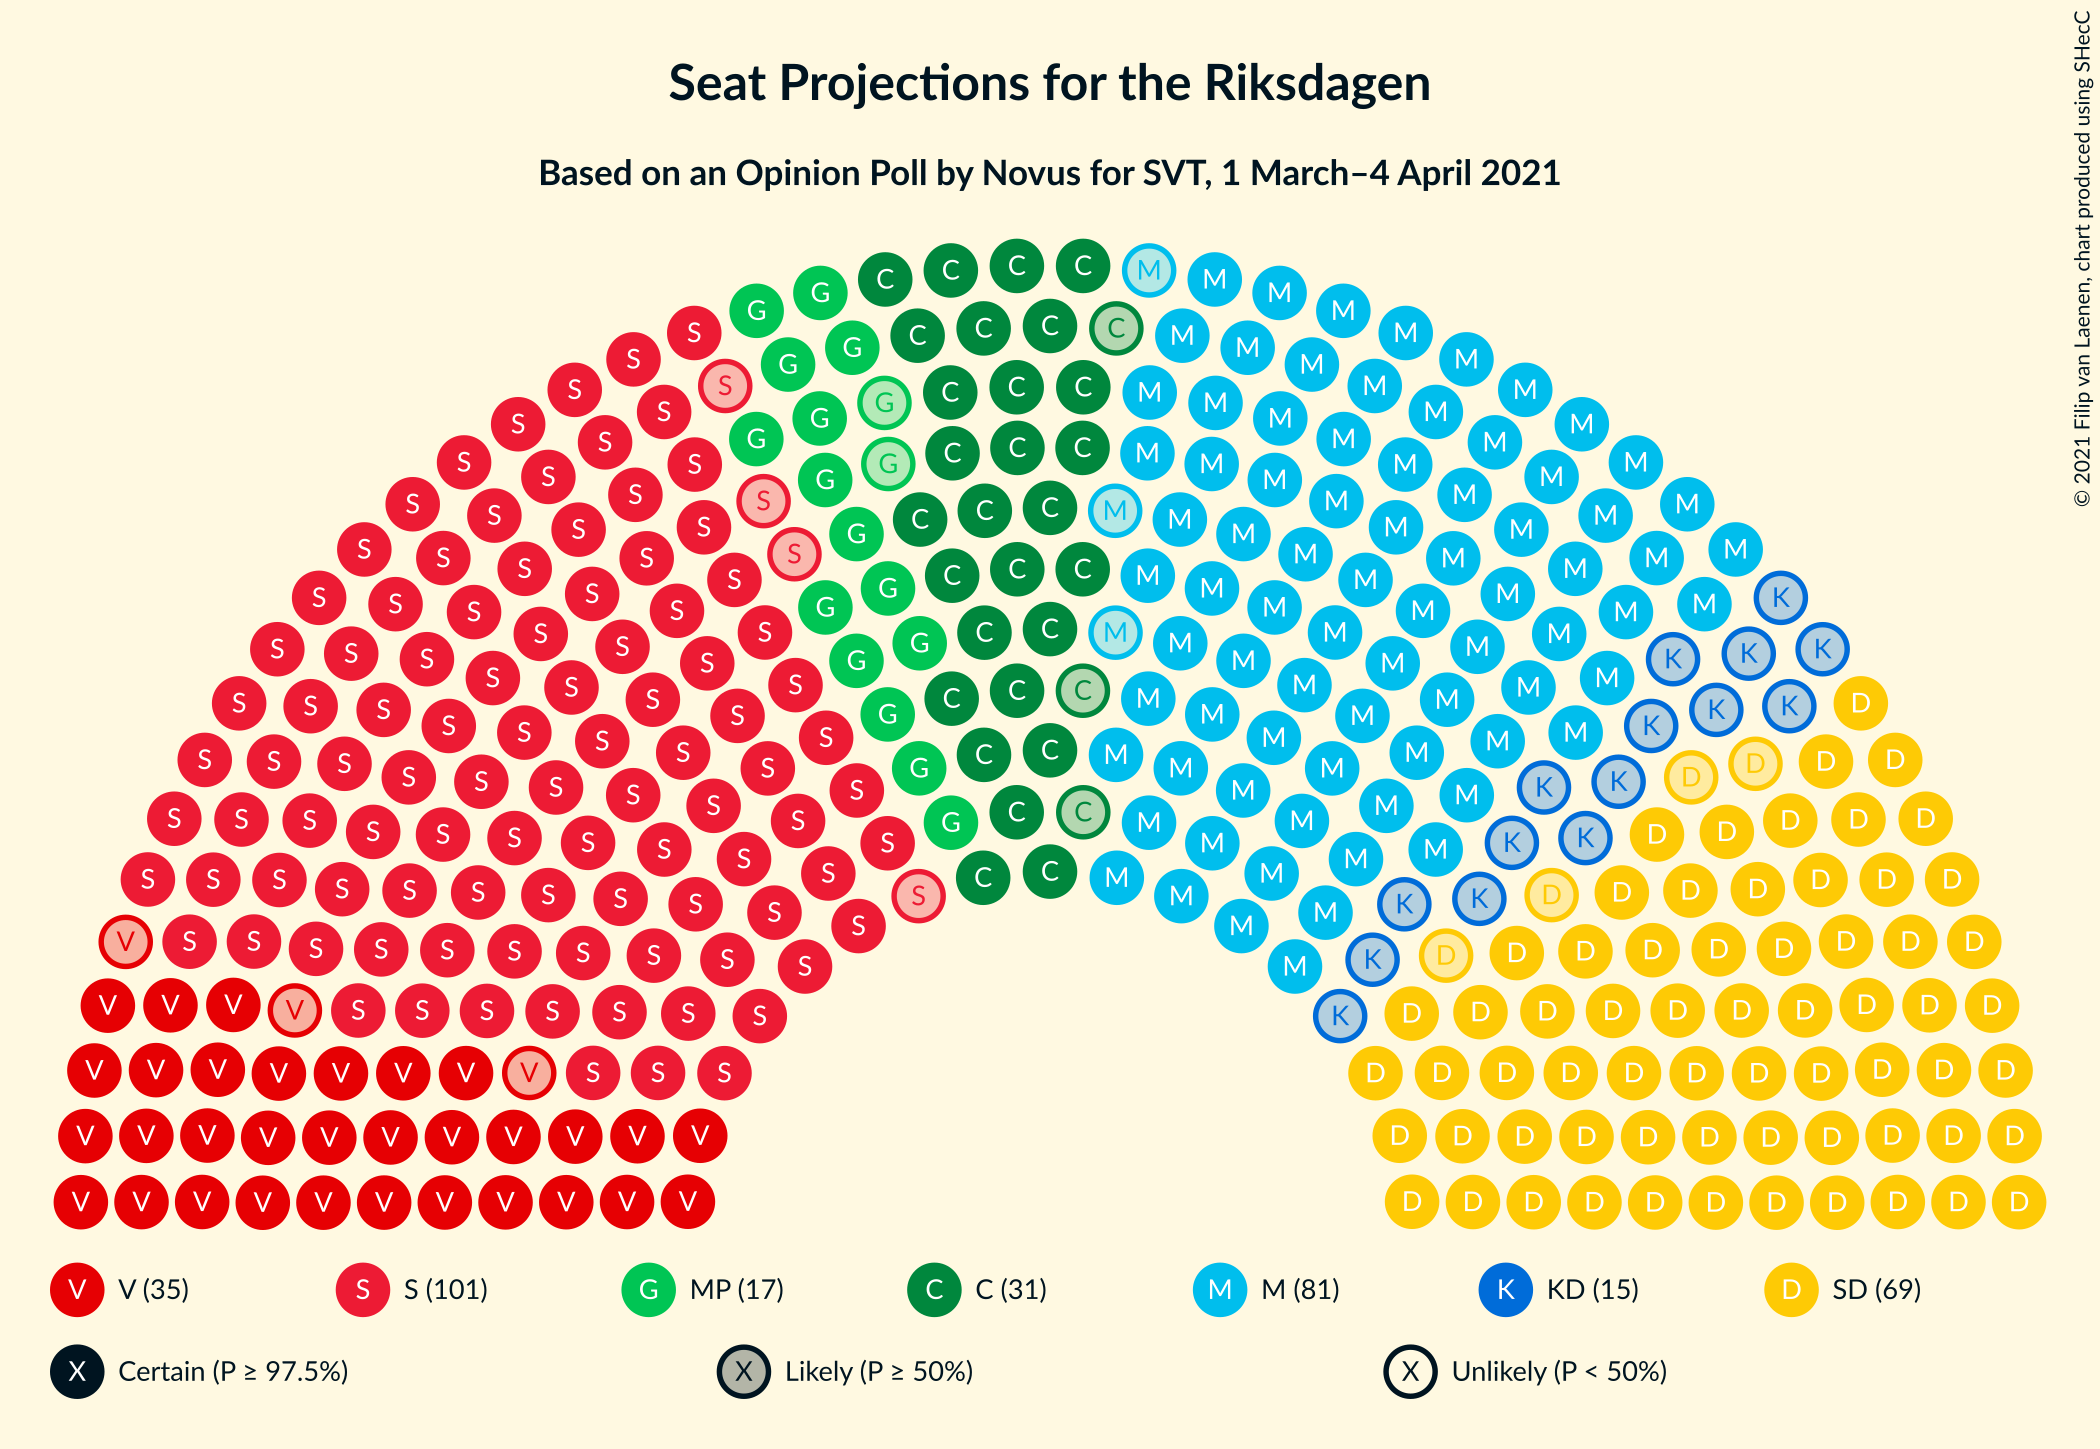 Seat Projections for the Riksdagen
Based on an Opinion Poll by Novus for SVT, 1 March–4 April 2021
© 2021 Filip van Laenen, chart produced using SHecC
V V (35) S S (101) G MP (17) C C (31) M M (81) K KD (15) D SD (69)
X Certain (P ≥ 97.5%) X Likely (P ≥ 50%) X Unlikely (P < 50%)